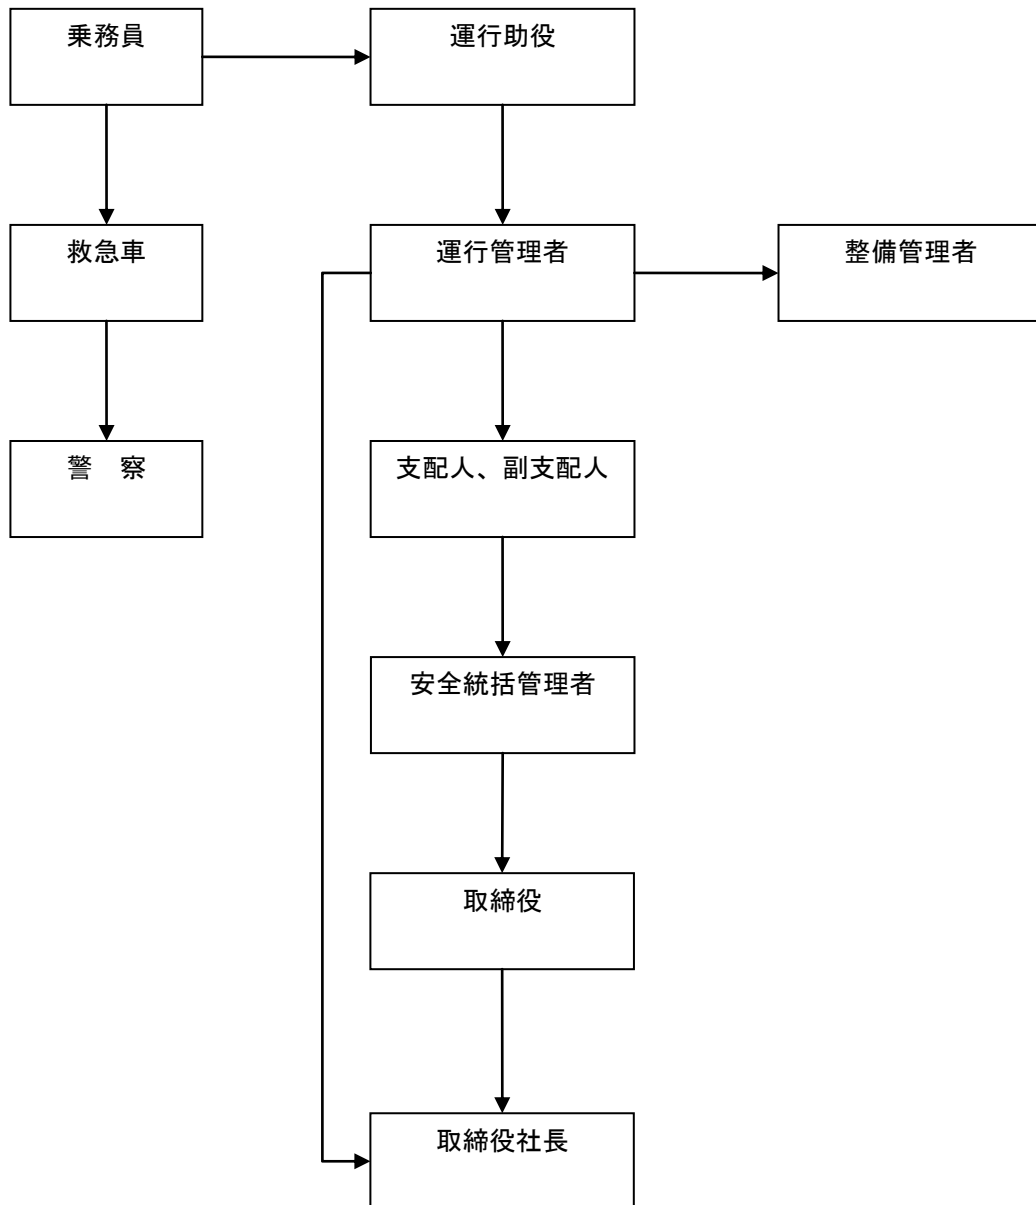 乗務員
運行助役
救急車
運行管理者
整備管理者
警　察
支配人、副支配人
安全統括管理者
取締役
取締役社長